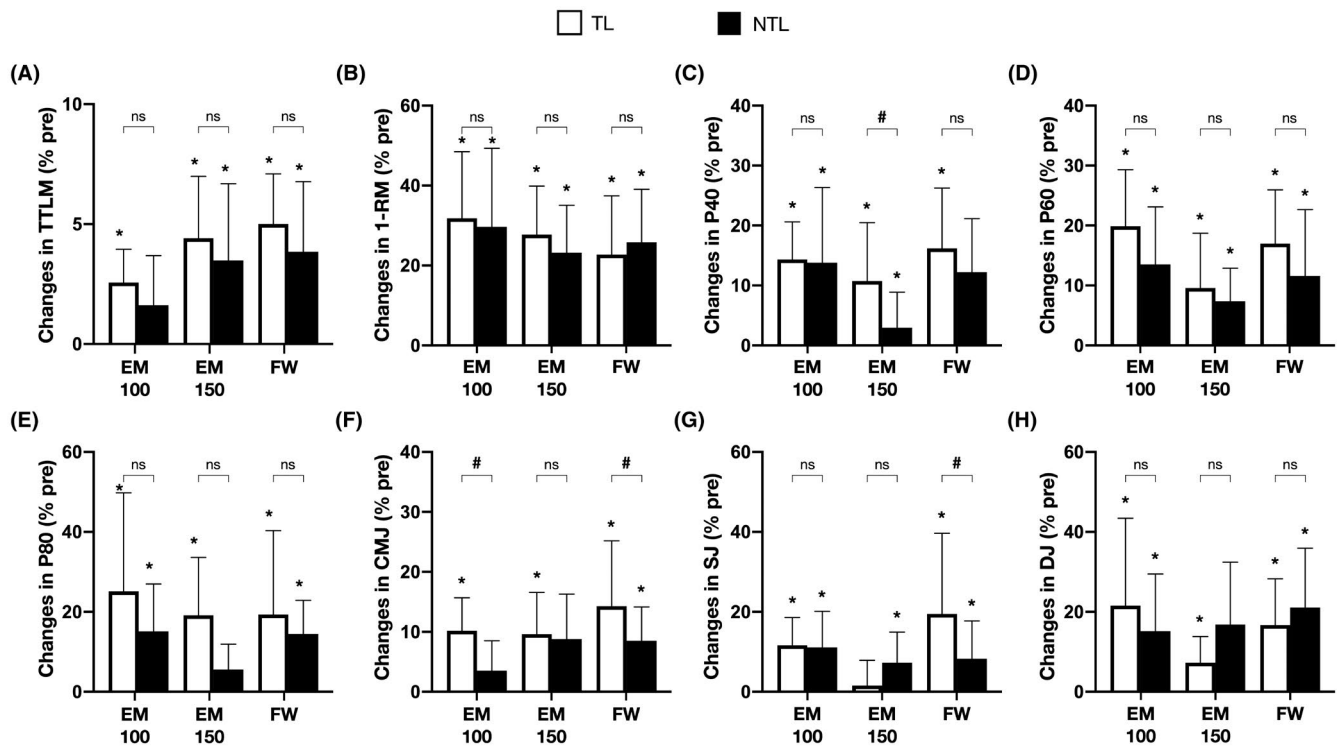 TL NTL
(A) (B) (C) (D)
Changes in TTLM (% pre)
10
5
0
ns ns ns
* * * * *
EM 100
EM 150
FW
Changes in 1-RM (% pre)
60
40
20
0
ns ns ns
* * * * * *
EM 100
EM 150
FW
Changes in P40 (% pre)
40
30
20
10
0
ns # ns
* * * * *
EM 100
EM 150
FW
Changes in P60 (% pre)
40
30
20
10
0
ns ns ns
* * * * * *
EM 100
EM 150
FW
(E) (F) (G) (H)
Changes in P80 (% pre)
60
40
20
0
ns ns ns
* * * * *
EM 100
EM 150
FW
Changes in CMJ (% pre)
40
30
20
10
0
# ns #
* * * *
EM 100
EM 150
FW
Changes in SJ (% pre)
60
40
20
0
ns ns #
* * * * *
EM 100
EM 150
FW
Changes in DJ (% pre)
60
40
20
0
ns ns ns
* * * * *
EM 100
EM 150
FW